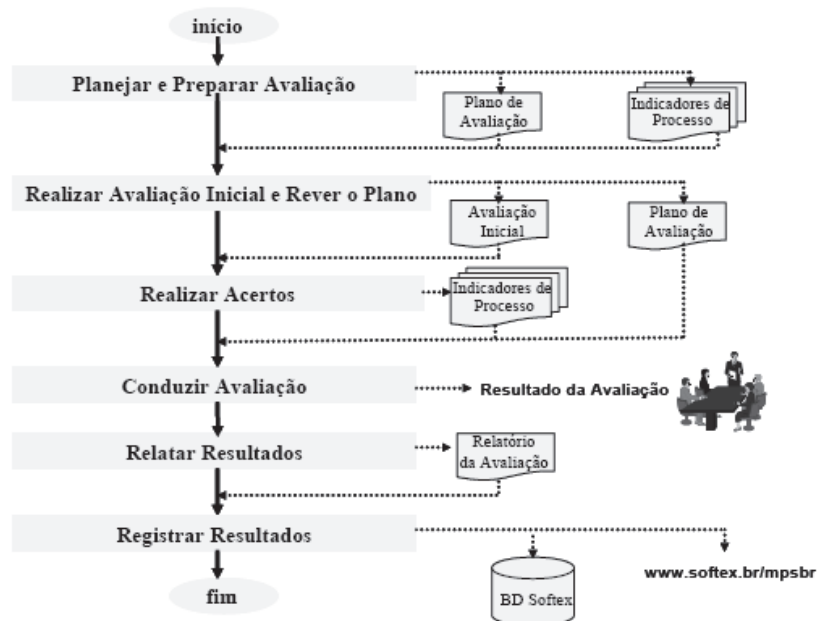 início
Planejar e Preparar Avaliação
Plano de
Avaliação
Indicadores de
Processo
Realizar Avaliação Inicial e Rever o Plano
Avaliação
Inicial
Plano de
Avaliação
Realizar Acertos
Indicadores de
Processo
Conduzir Avaliação
Resultado da Avaliação
Relatar Resultados
Relatório
da Avaliação
Registrar Resultados
BD Softex
www.softex.br/mpsbr
fim